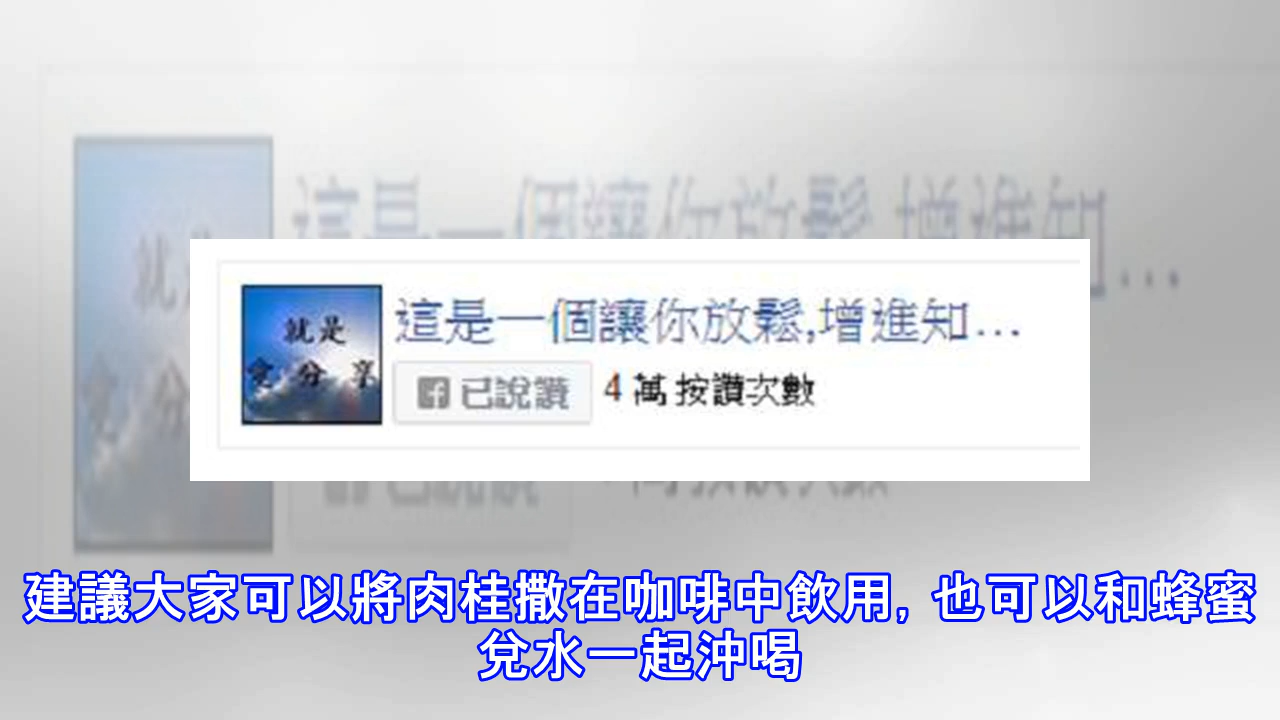 這是一個讓你放鬆,增進知...
就是
愛分享
已說讚 4 萬 按讚次數
建議大家可以將肉桂撒在咖啡中飲用, 也可以和蜂蜜
兌水一起沖喝